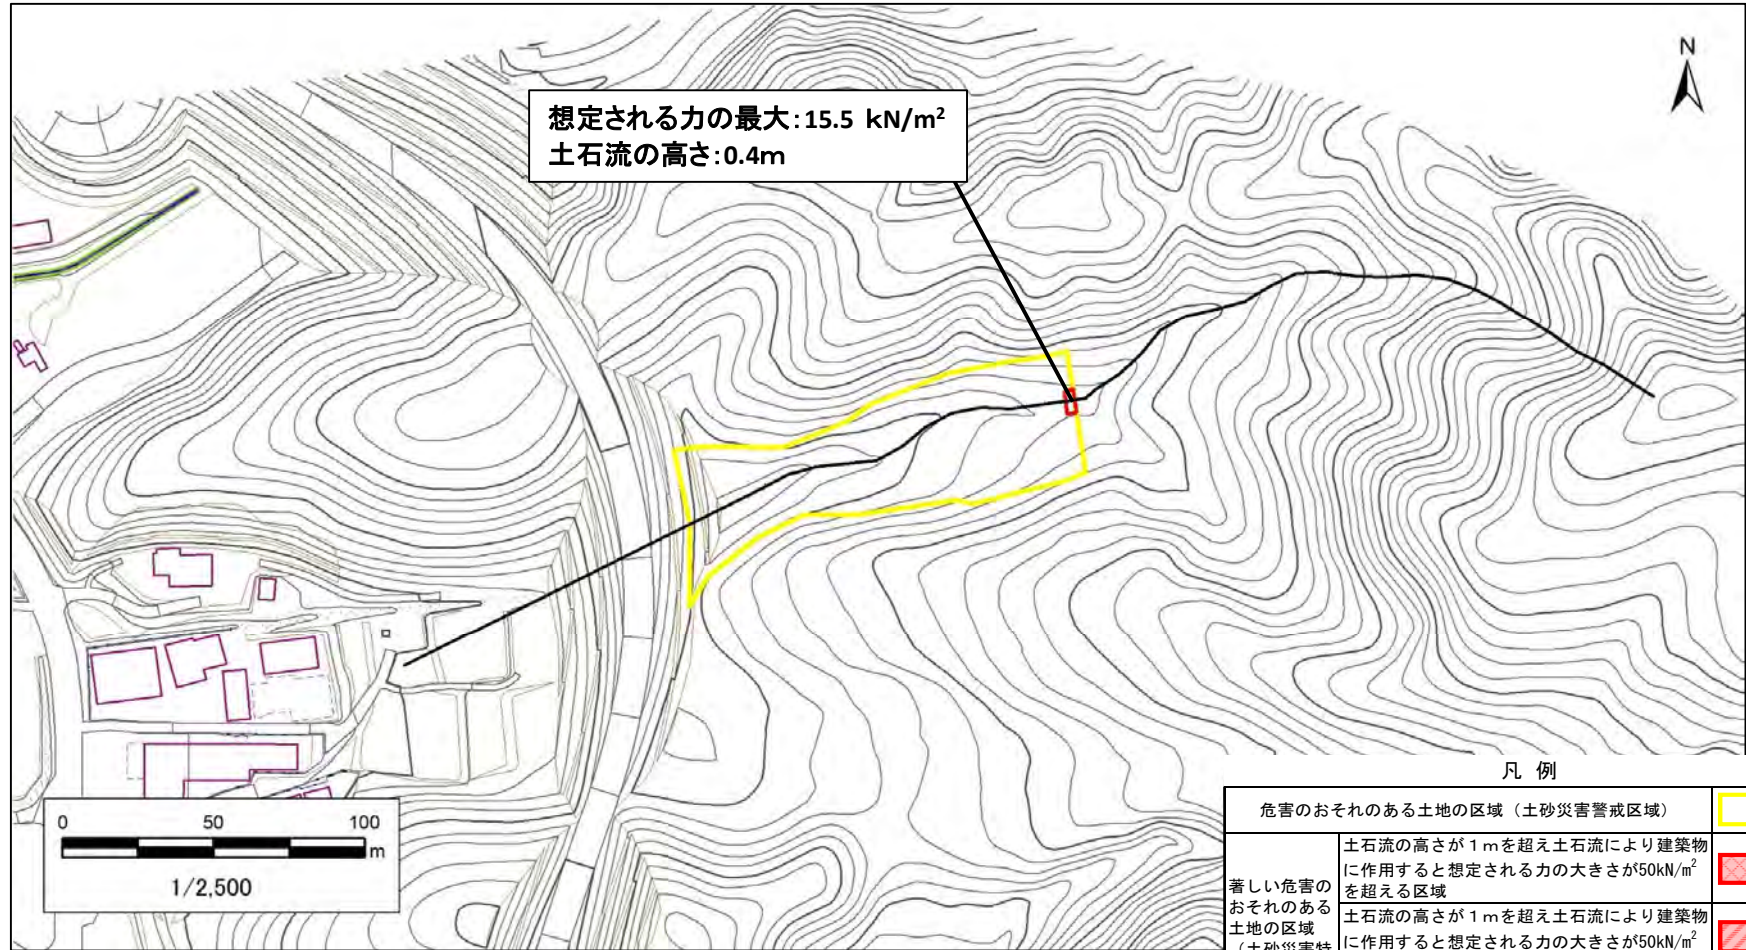 N
想定される力の最大:15.5 kN/m²
土石流の高さ:0.4m
0 50 100
m
1/2,500
凡 例
危害のおそれのある土地の区域(土砂災害警戒区域)
土石流の高さが1mを超え土石流により建築物
に作用すると想定される力の大きさが50kN/m²
を超える区域
著しい危害の
おそれのある
土地の区域
(土砂災害特
土石流の高さが1mを超え土石流により建築物
に作用すると想定される力の大きさが50kN/m²